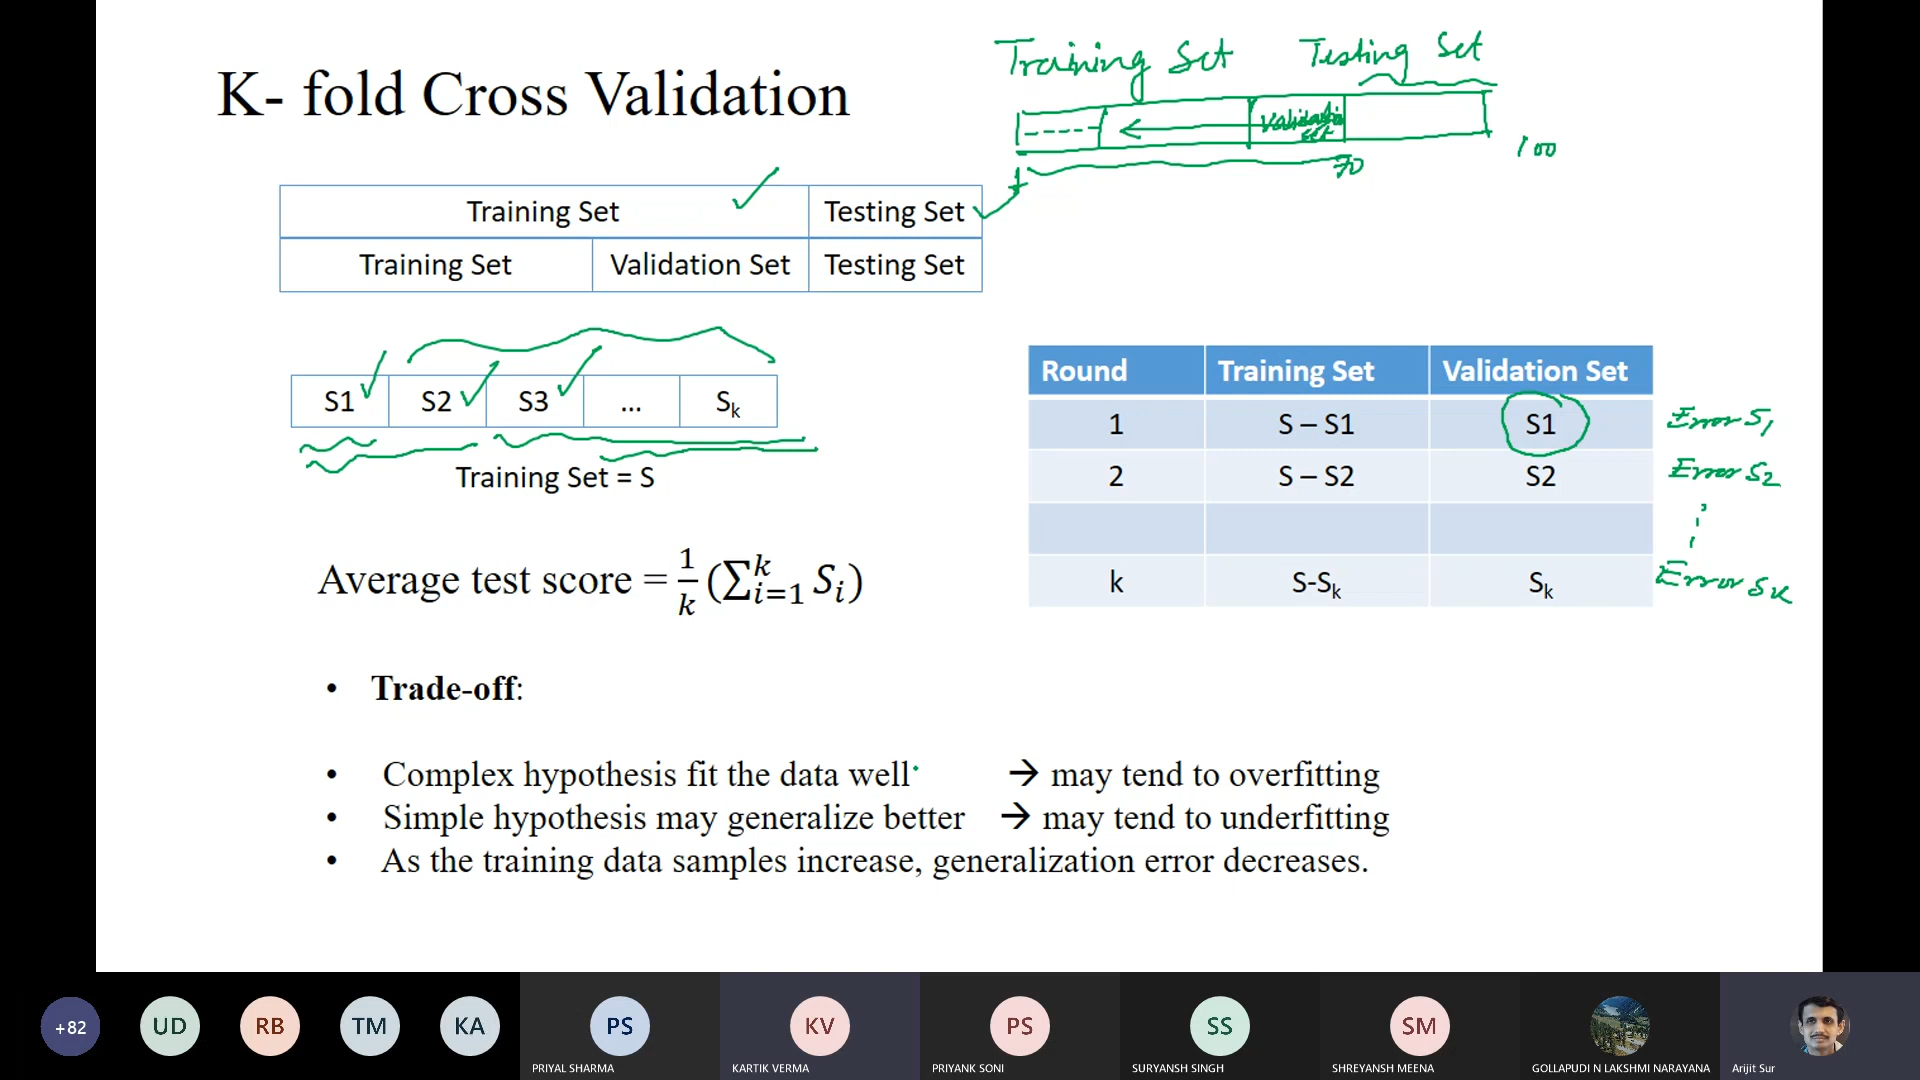 Training Set Testing Set
K- fold Cross Validation
Validation
set
1 70 100
Training Set Testing Set
Training Set Validation Set Testing Set
S1 S2 S3 ... Sk
Training Set = S
Average test score = 1/k (∑_{i=1}^{k} S_i)
Round Training Set Validation Set
1 S – S1 S1 Error S1
2 S – S2 S2 Error S2
k S-Sk Sk Error Sk
• Trade-off:
• Complex hypothesis fit the data well → may tend to overfitting
• Simple hypothesis may generalize better → may tend to underfitting
• As the training data samples increase, generalization error decreases.
+82 UD RB TM KA PS KV PS SS SM
PRIYAL SHARMA KARTIK VERMA PRIYANK SONI SURYANSH SINGH SHREYANSH MEENA GOLLAPUDI N LAKSHMI NARAYANA Arijit Sur